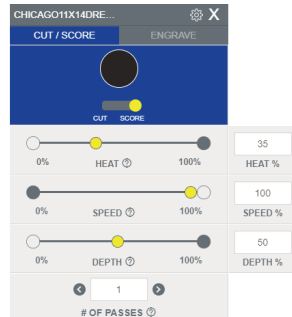 CHICAGO11X14DRE... X
CUT / SCORE ENGRAVE
CUT SCORE
0% HEAT ? 100% 35
HEAT %
0% SPEED ? 100% 100
SPEED %
0% DEPTH ? 100% 50
DEPTH %
1
# OF PASSES ?